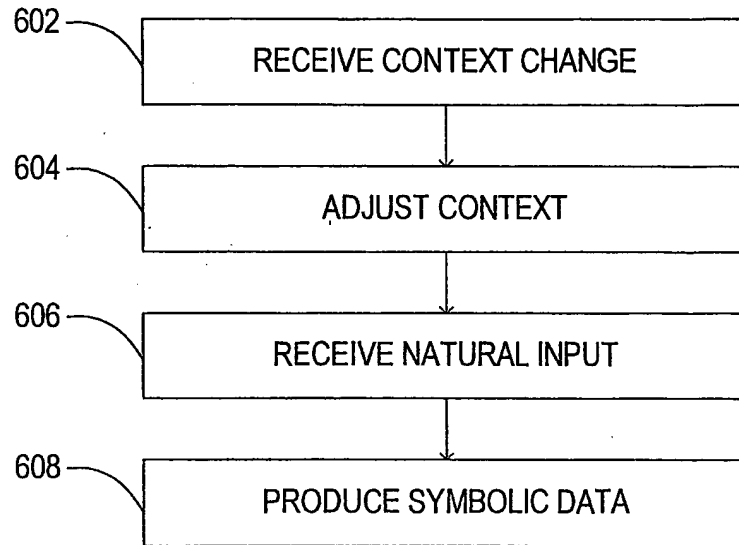 602
RECEIVE CONTEXT CHANGE
604
ADJUST CONTEXT
606
RECEIVE NATURAL INPUT
608
PRODUCE SYMBOLIC DATA